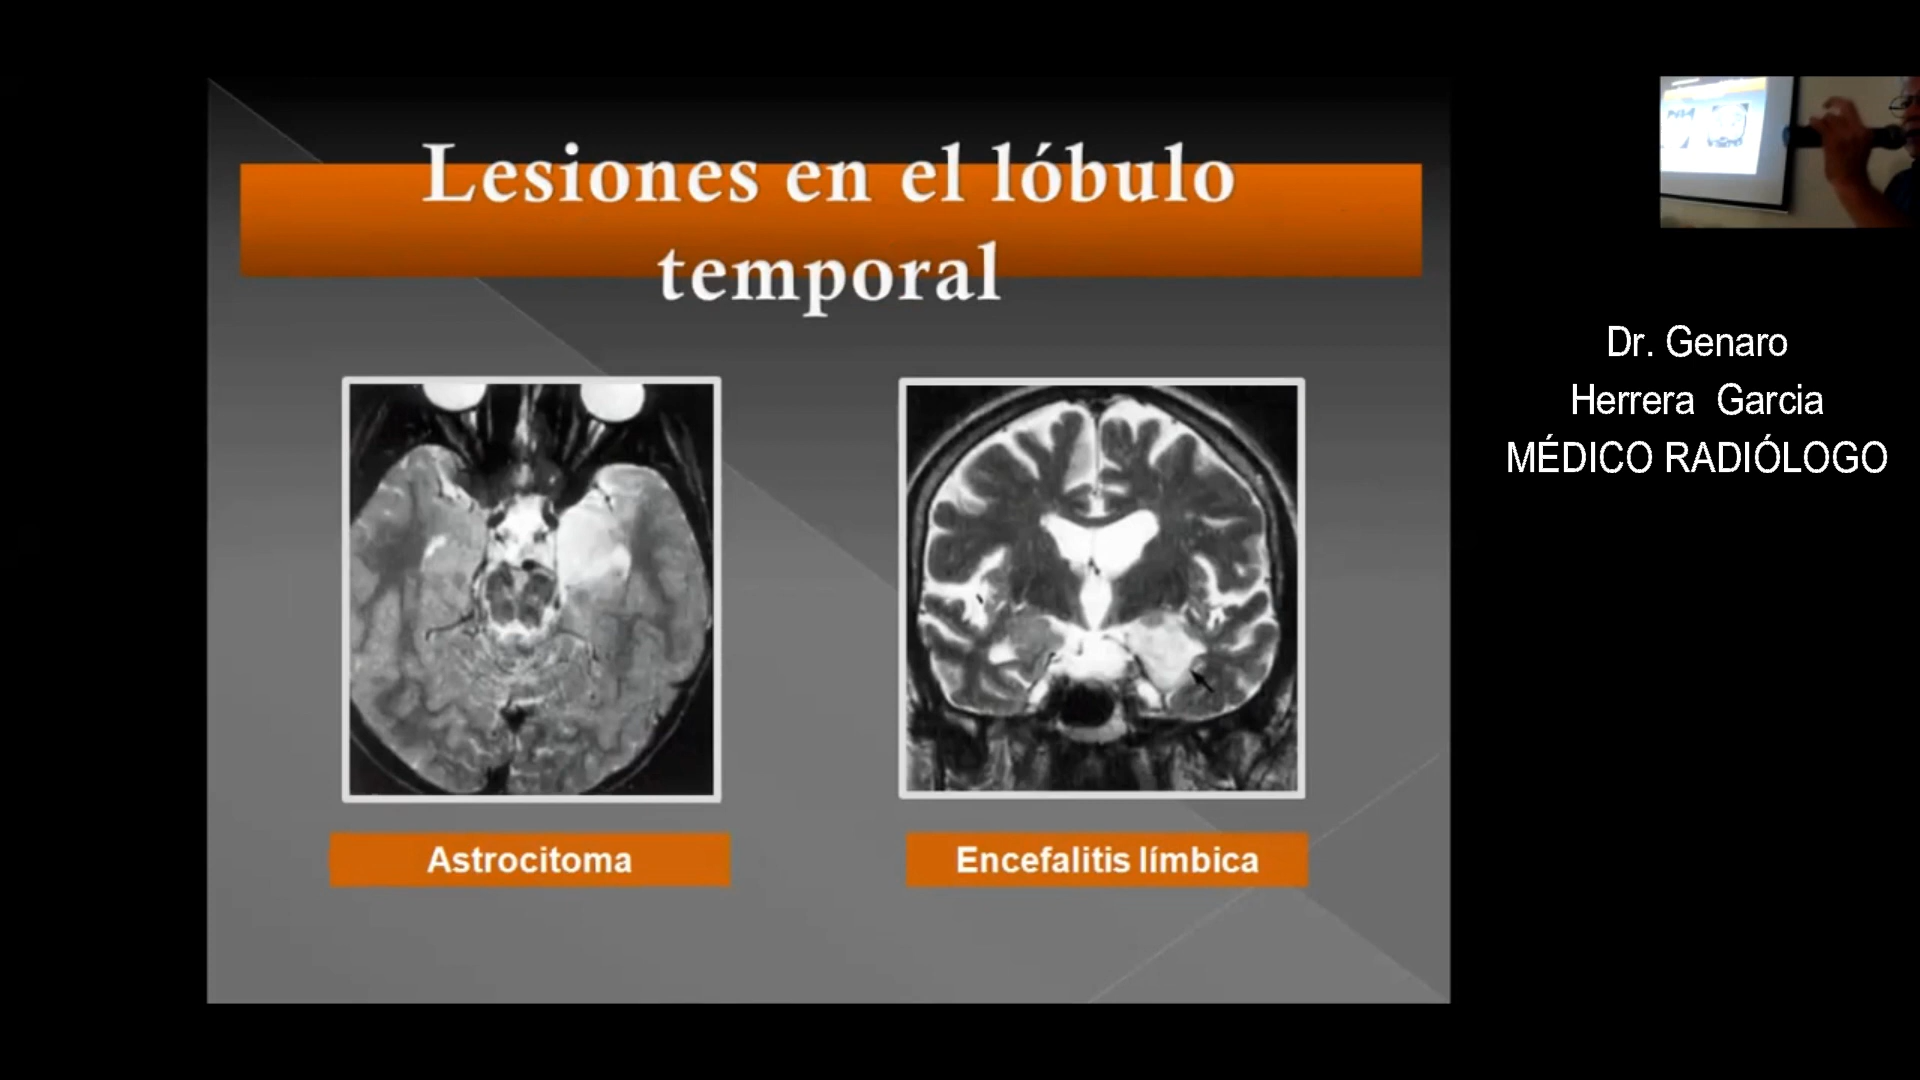 Lesiones en el lóbulo
temporal
Astrocitoma
Encefalitis límbica
Dr. Genaro
Herrera Garcia
MÉDICO RADIÓLOGO